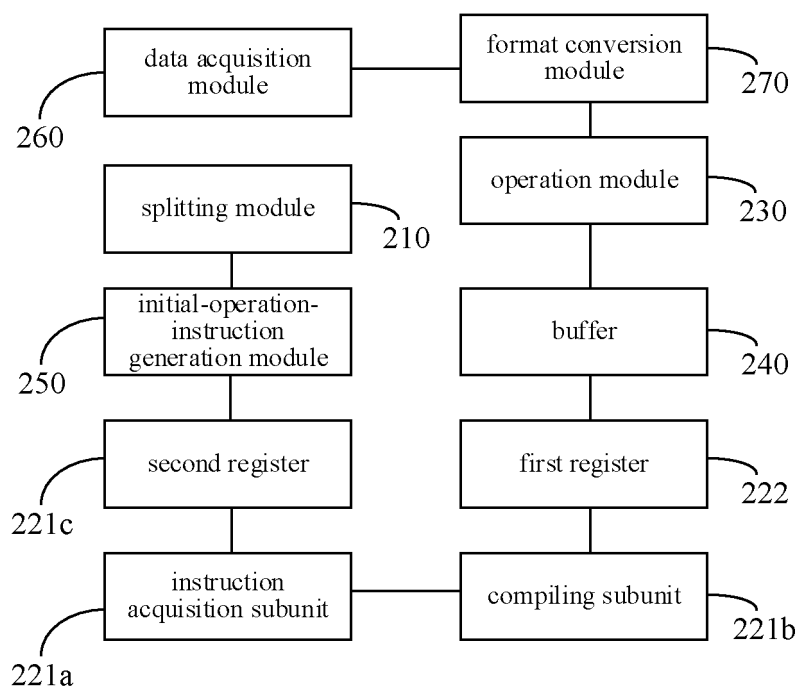 data acquisition
module
260
format conversion
module
270
splitting module
210
operation module
230
initial-operation-
instruction
generation module
250
buffer
240
second register
221c
first register
222
instruction
acquisition subunit
221a
compiling subunit
221b